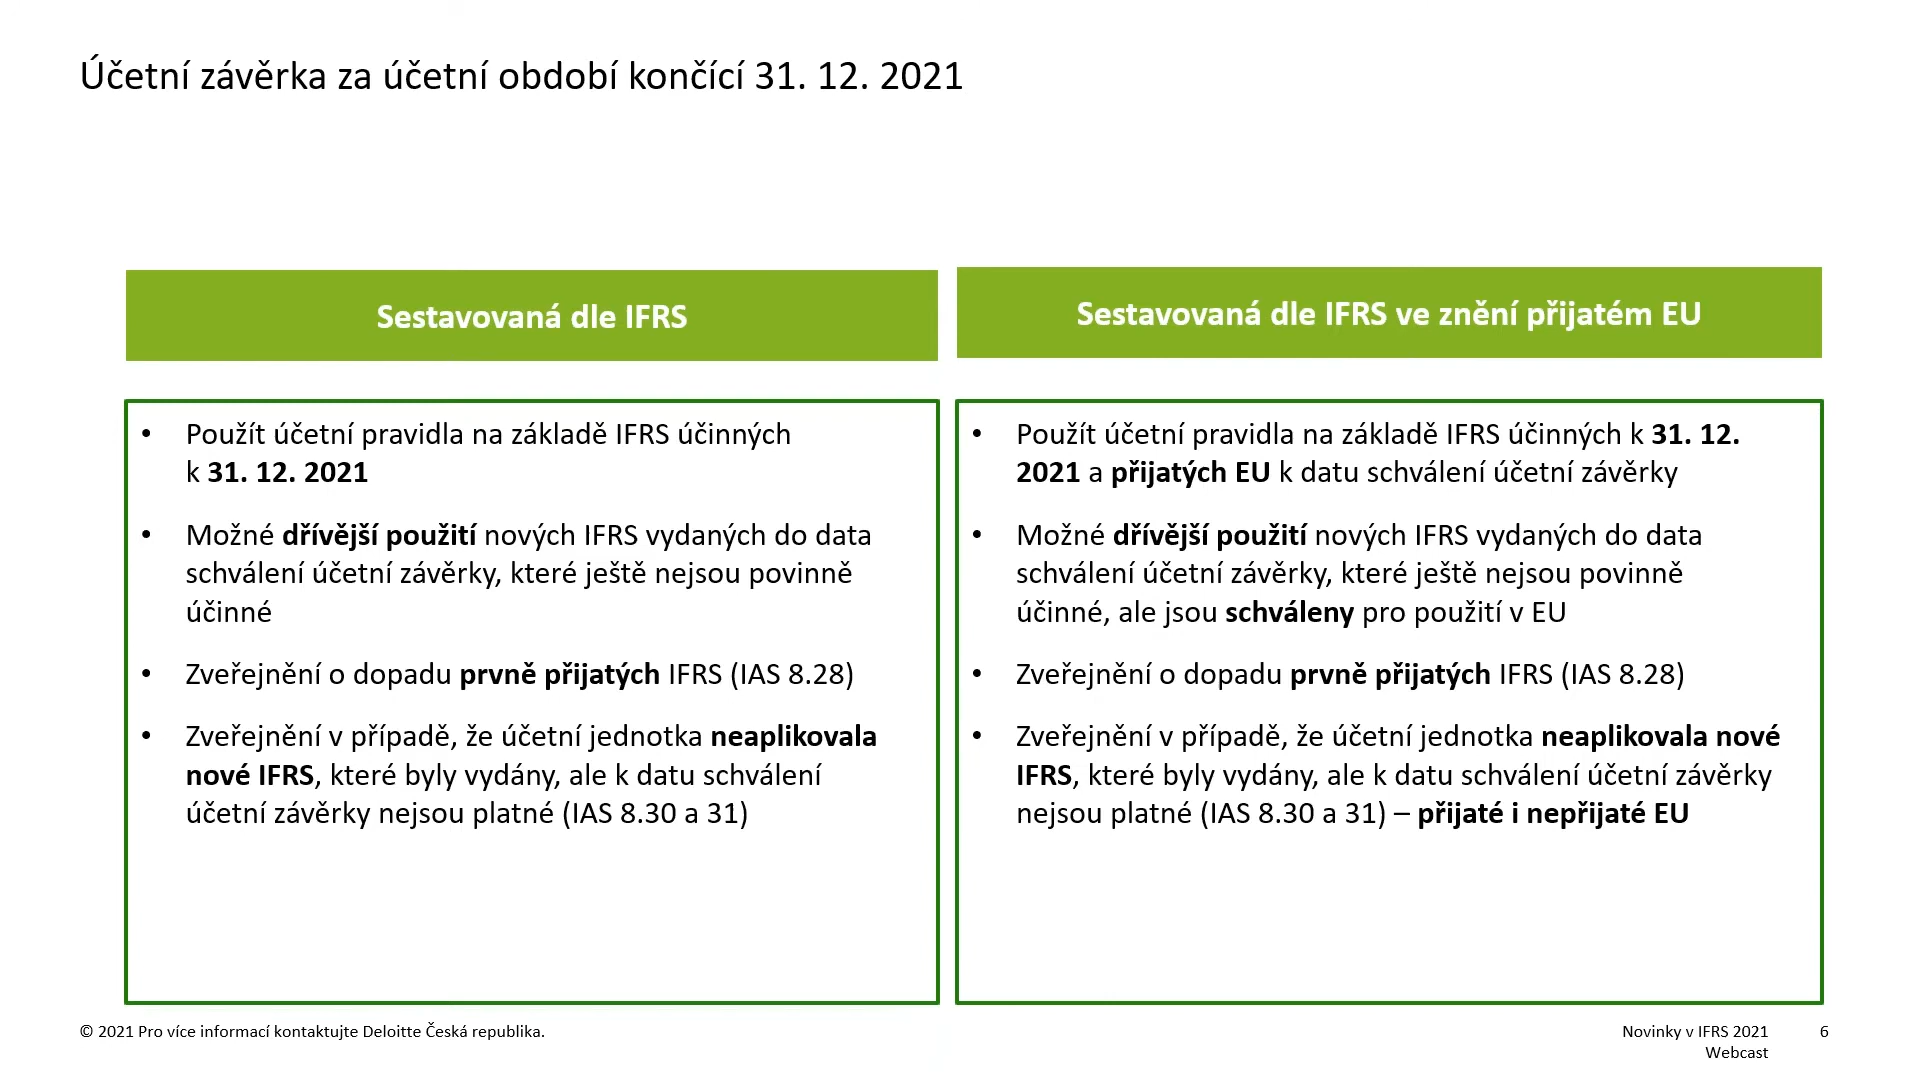 Účetní závěrka za účetní období končící 31. 12. 2021
Sestavovaná dle IFRS
• Použít účetní pravidla na základě IFRS účinných
k 31. 12. 2021
• Možné dřívější použití nových IFRS vydaných do data
schválení účetní závěrky, které ještě nejsou povinně
účinné
• Zveřejnění o dopadu prvně přijatých IFRS (IAS 8.28)
• Zveřejnění v případě, že účetní jednotka neaplikovala
nové IFRS, které byly vydány, ale k datu schválení
účetní závěrky nejsou platné (IAS 8.30 a 31)
Sestavovaná dle IFRS ve znění přijatém EU
• Použít účetní pravidla na základě IFRS účinných k 31. 12.
2021 a přijatých EU k datu schválení účetní závěrky
• Možné dřívější použití nových IFRS vydaných do data
schválení účetní závěrky, které ještě nejsou povinně
účinné, ale jsou schváleny pro použití v EU
• Zveřejnění o dopadu prvně přijatých IFRS (IAS 8.28)
• Zveřejnění v případě, že účetní jednotka neaplikovala nové
IFRS, které byly vydány, ale k datu schválení účetní závěrky
nejsou platné (IAS 8.30 a 31) – přijaté i nepřijaté EU
© 2021 Pro více informací kontaktujte Deloitte Česká republika.
Novinky v IFRS 2021
Webcast
6